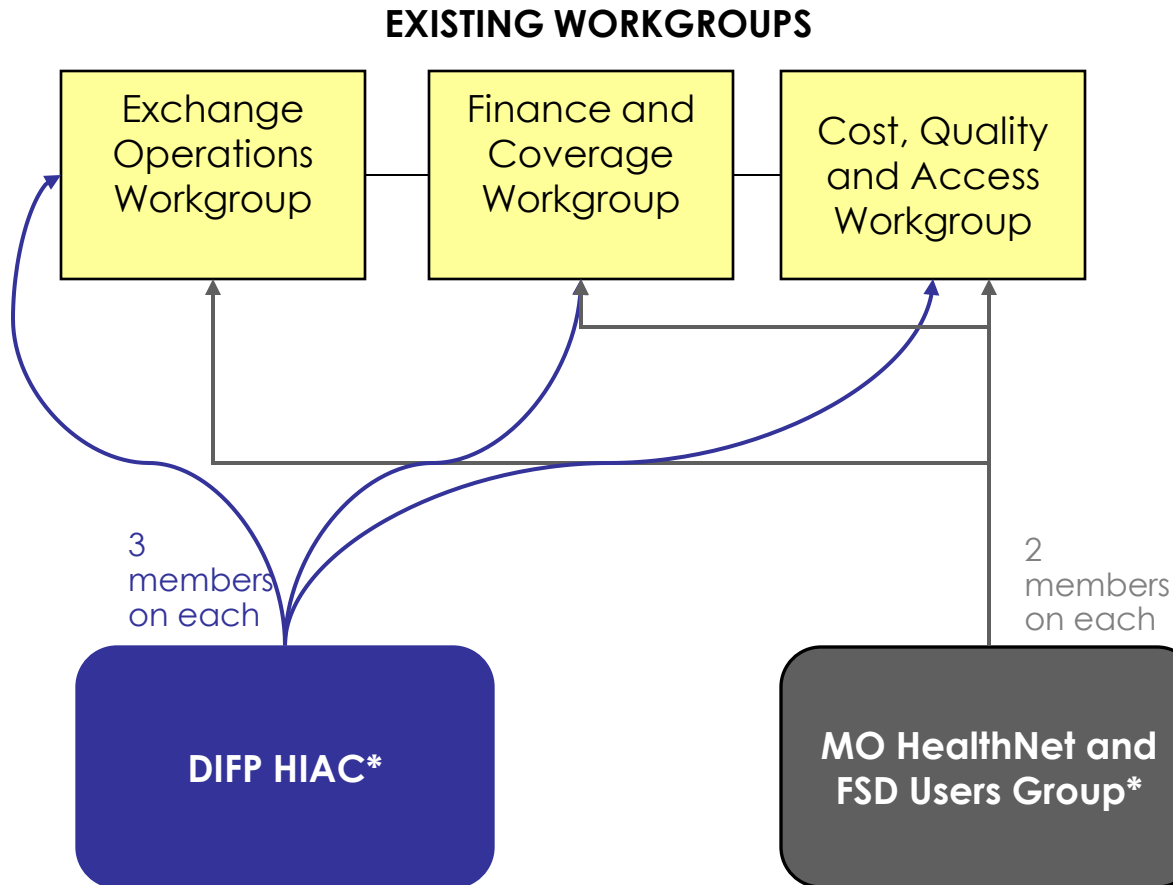 EXISTING WORKGROUPS
Exchange
Operations
Workgroup
Finance and
Coverage
Workgroup
Cost, Quality
and Access
Workgroup
3
members
on each
2
members
on each
DIFP HIAC*
MO HealthNet and
FSD Users Group*